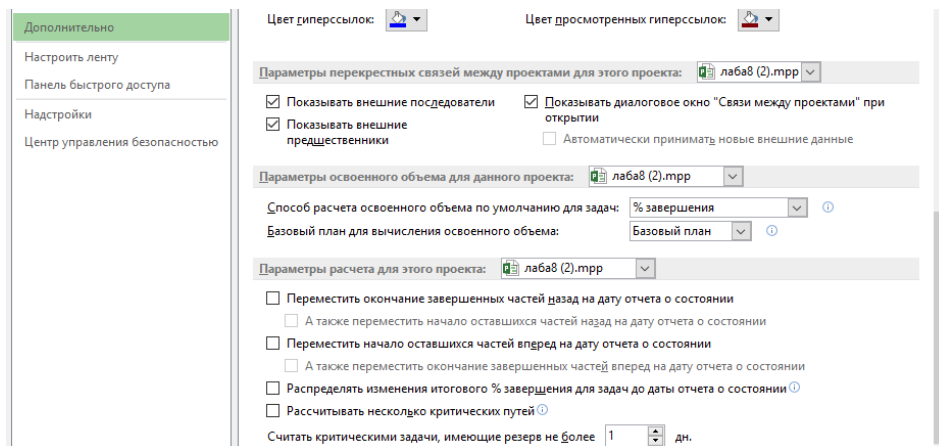 Дополнительно
Настроить ленту
Панель быстрого доступа
Надстройки
Центр управления безопасностью
Цвет гиперссылок:
Цвет просмотренных гиперссылок:
Параметры перекрестных связей между проектами для этого проекта: лаба8 (2).mpp
Показывать внешние последователи
Показывать внешние
предшественники
Показывать диалоговое окно "Связи между проектами" при
открытии
Автоматически принимать новые внешние данные
Параметры освоенного объема для данного проекта: лаба8 (2).mpp
Способ расчета освоенного объема по умолчанию для задач: % завершения
Базовый план для вычисления освоенного объема: Базовый план
Параметры расчета для этого проекта: лаба8 (2).mpp
Переместить окончание завершенных частей назад на дату отчета о состоянии
А также переместить начало оставшихся частей назад на дату отчета о состоянии
Переместить начало оставшихся частей вперед на дату отчета о состоянии
А также переместить окончание завершенных частей вперед на дату отчета о состоянии
Распределять изменения итогового % завершения для задач до даты отчета о состоянии
Рассчитывать несколько критических путей
Считать критическими задачи, имеющие резерв не более 1 дн.